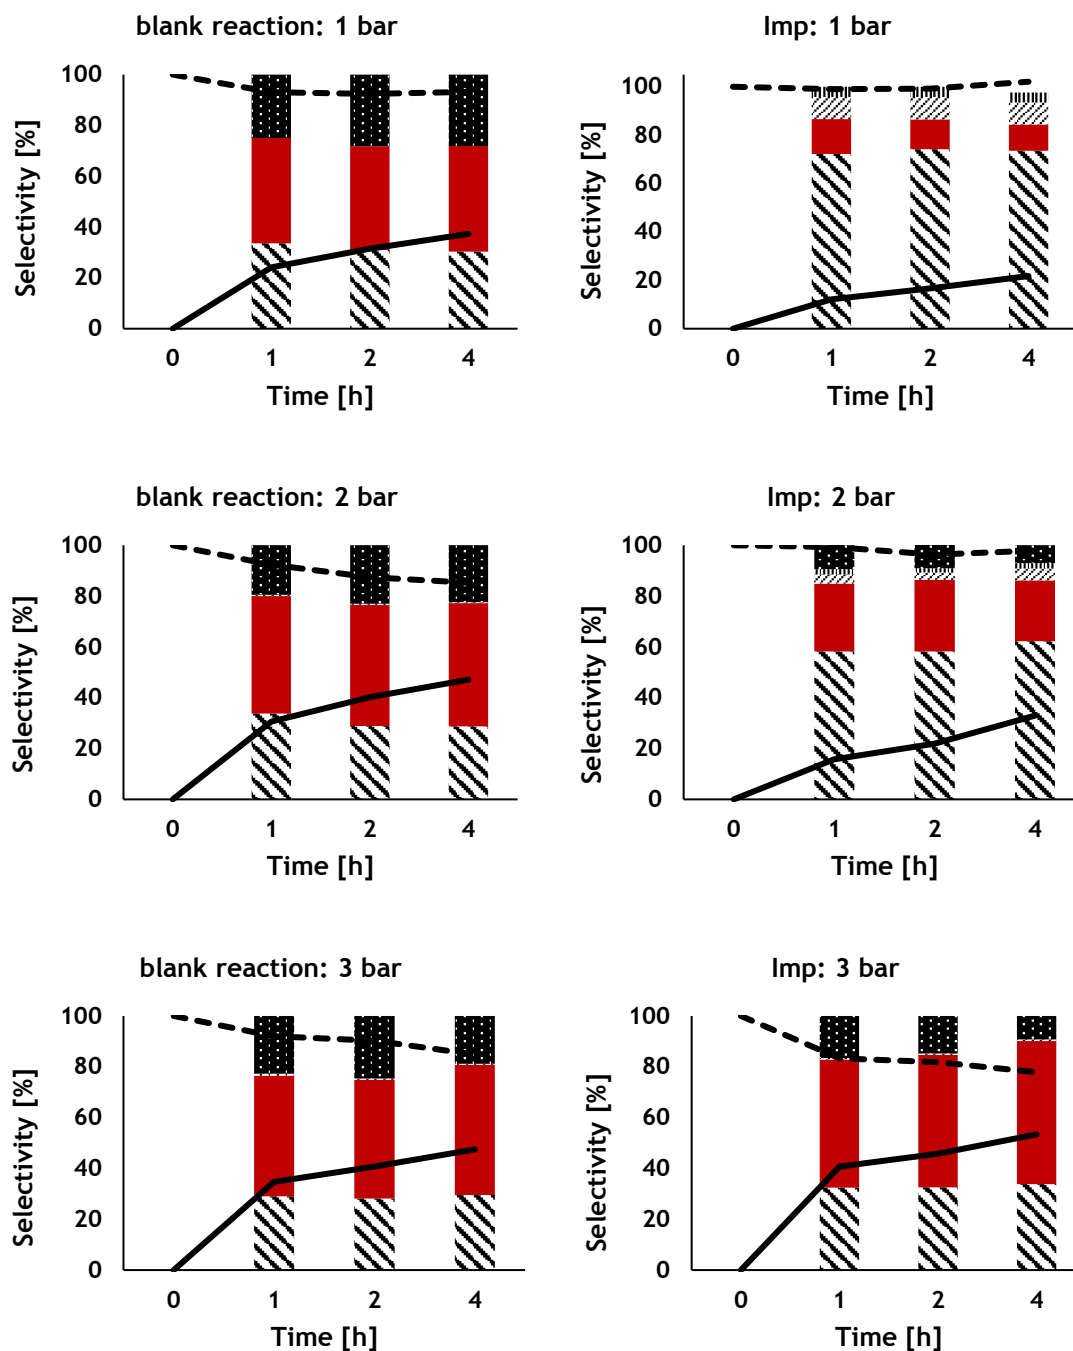 blank reaction: 1 bar
Selectivity [%]
100
80
60
40
20
0
0 1 2 4
Time [h]
Imp: 1 bar
Selectivity [%]
100
80
60
40
20
0
0 1 2 4
Time [h]
blank reaction: 2 bar
Selectivity [%]
100
80
60
40
20
0
0 1 2 4
Time [h]
Imp: 2 bar
Selectivity [%]
100
80
60
40
20
0
0 1 2 4
Time [h]
blank reaction: 3 bar
Selectivity [%]
100
80
60
40
20
0
0 1 2 4
Time [h]
Imp: 3 bar
Selectivity [%]
100
80
60
40
20
0
0 1 2 4
Time [h]